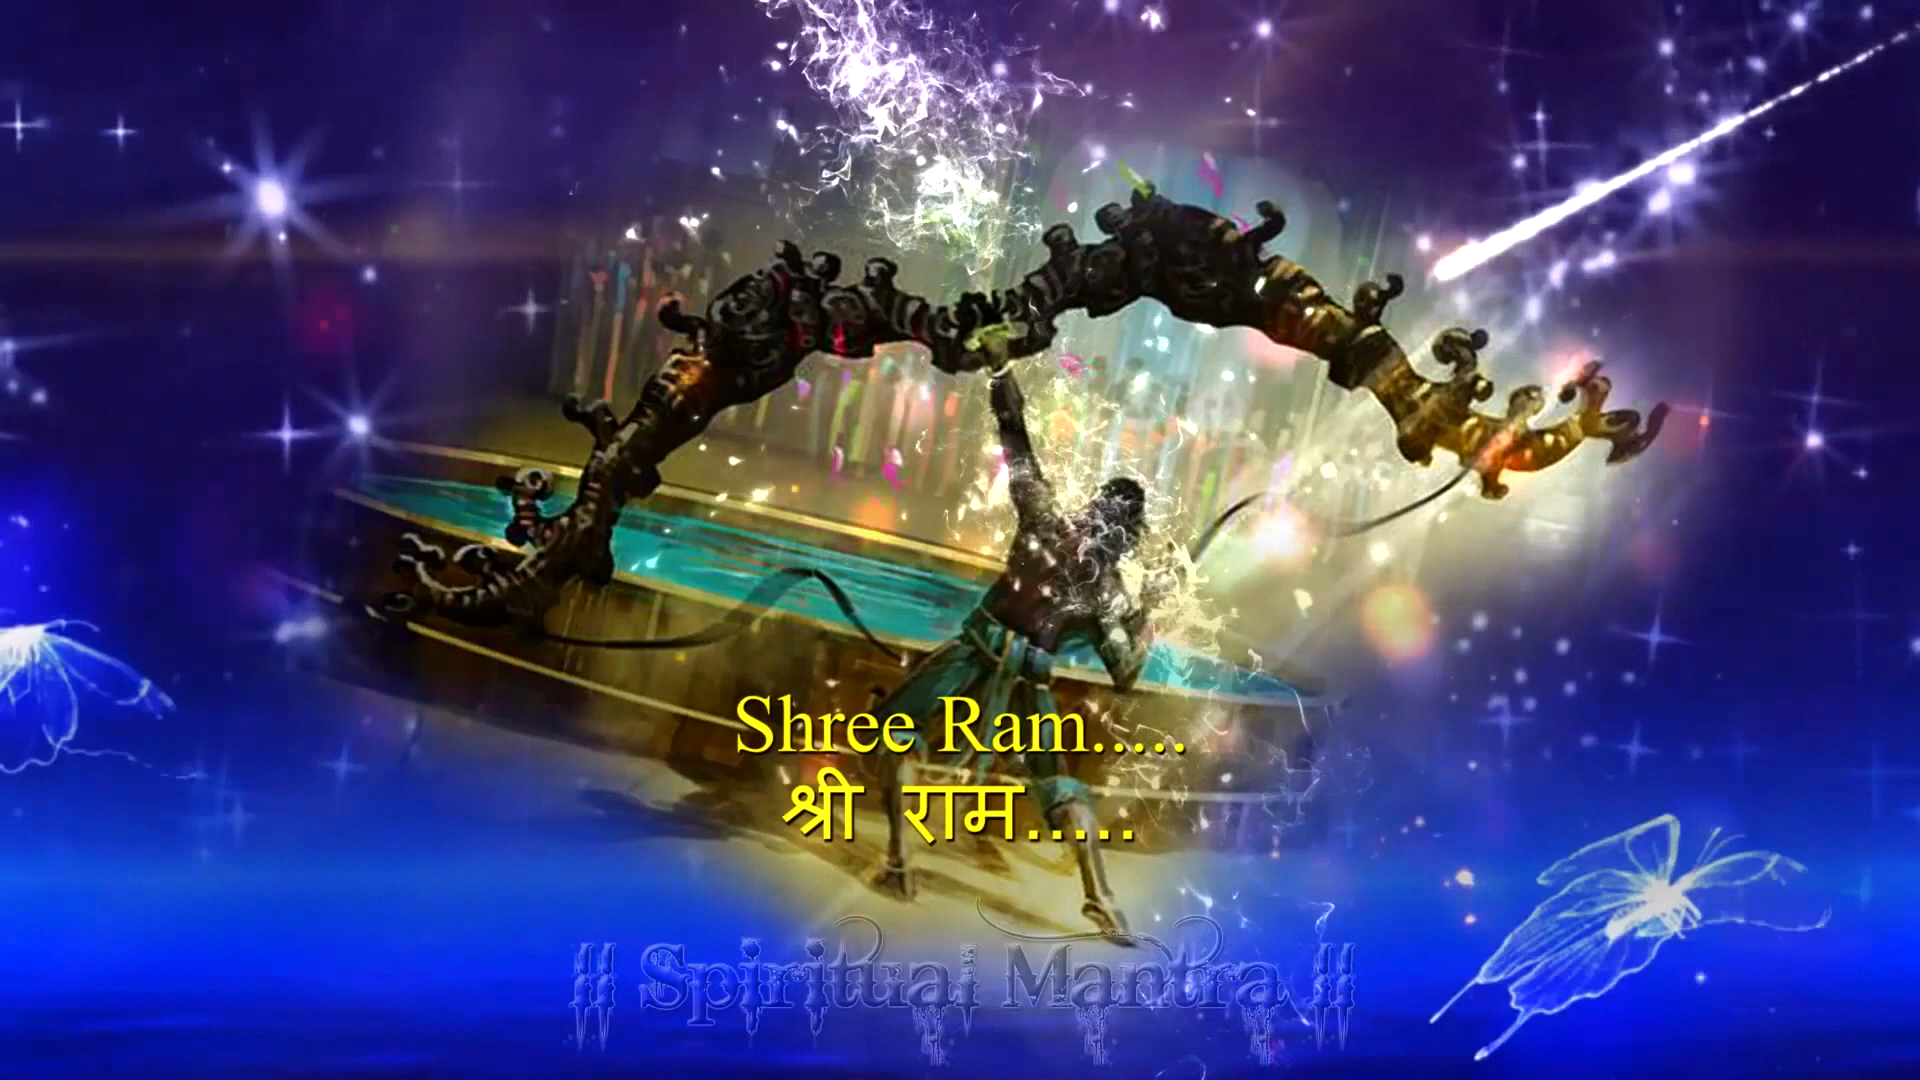 Shree Ram.....
श्री राम.....
|| Spiritual Mantra ||